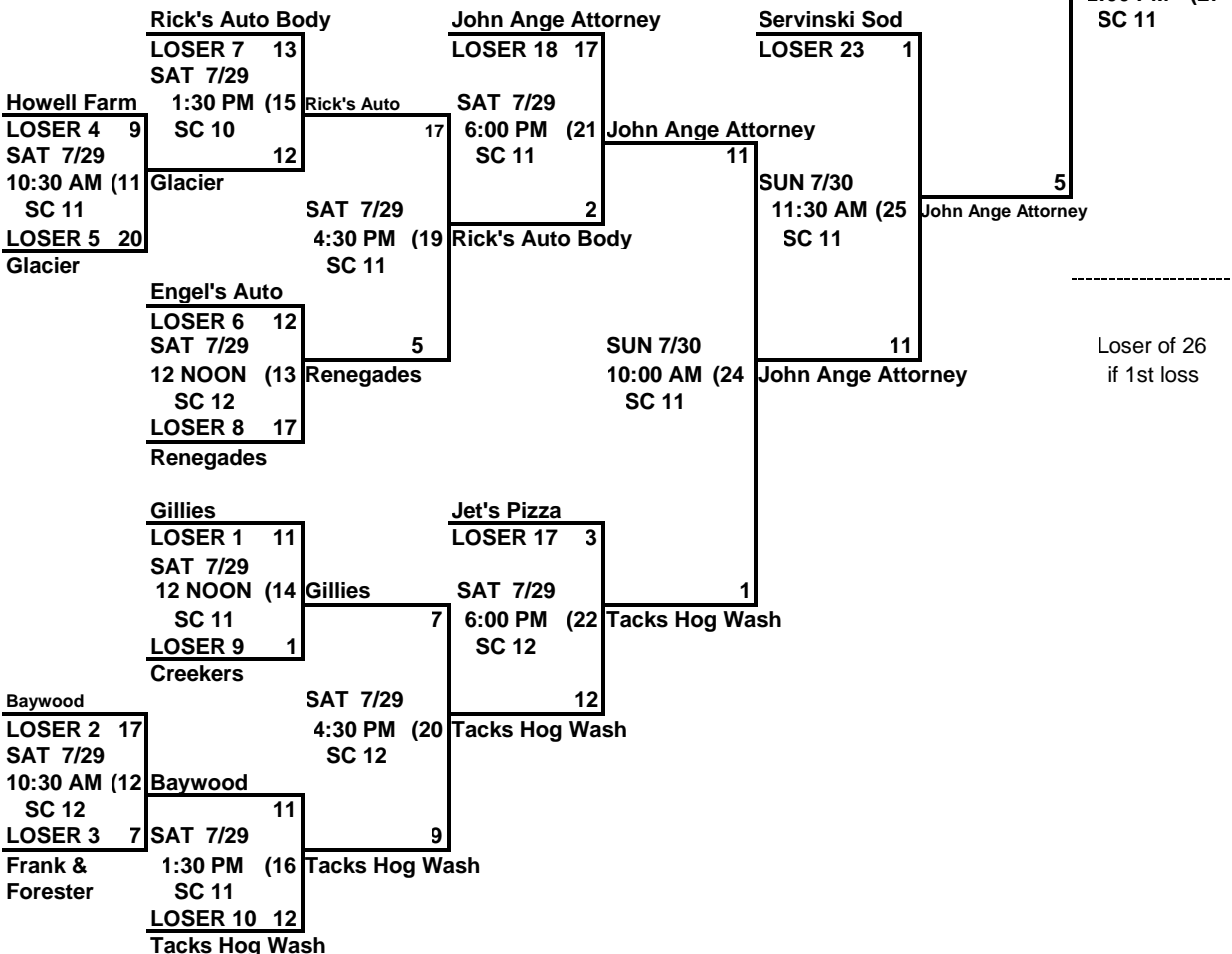 Rick's Auto Body John Ange Attorney Servinski Sod
SC 11
LOSER 7 13 LOSER 18 17 LOSER 23 1
SAT 7/29
Howell Farm 1:30 PM (15 Rick's Auto SAT 7/29
LOSER 4 9 SC 10 17 6:00 PM (21 John Ange Attorney
SAT 7/29 12 SC 11 11
10:30 AM (11 Glacier SUN 7/30 5
SC 11 SAT 7/29 2 11:30 AM (25 John Ange Attorney
LOSER 5 20 4:30 PM (19 Rick's Auto Body SC 11
Glacier SC 11
Engel's Auto
LOSER 6 12
SAT 7/29 5 SUN 7/30 11 Loser of 26
12 NOON (13 Renegades 10:00 AM (24 John Ange Attorney if 1st loss
SC 12 SC 11
LOSER 8 17
Renegades
Gillies Jet's Pizza
LOSER 1 11 LOSER 17 3
SAT 7/29
12 NOON (14 Gillies SAT 7/29 1
SC 11 7 6:00 PM (22 Tacks Hog Wash
LOSER 9 1 SC 12
Creekers
Baywood SAT 7/29 12
LOSER 2 17 4:30 PM (20 Tacks Hog Wash
SAT 7/29 SC 12
10:30 AM (12 Baywood
SC 12 11
LOSER 3 7 SAT 7/29 9
Frank & 1:30 PM (16 Tacks Hog Wash
Forester SC 11
LOSER 10 12
Tacks Hog Wash